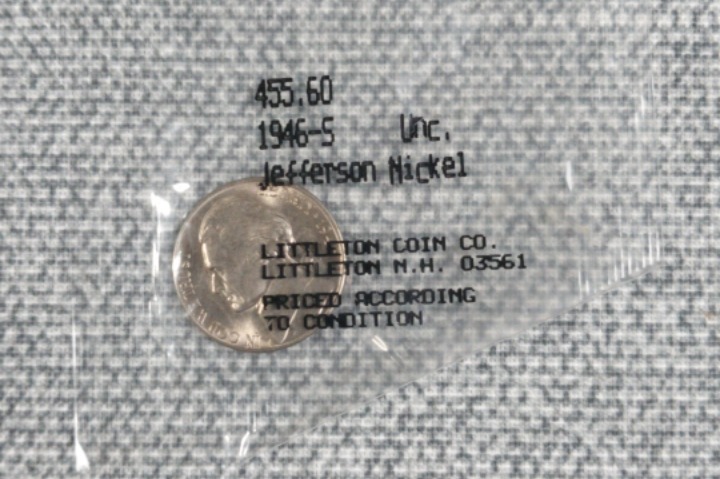 455.60
1946-S Unc.
Jefferson Nickel
LITTLETON COIN CO.
LITTLETON N.H. 03561
PRICED ACCORDING
TO CONDITION